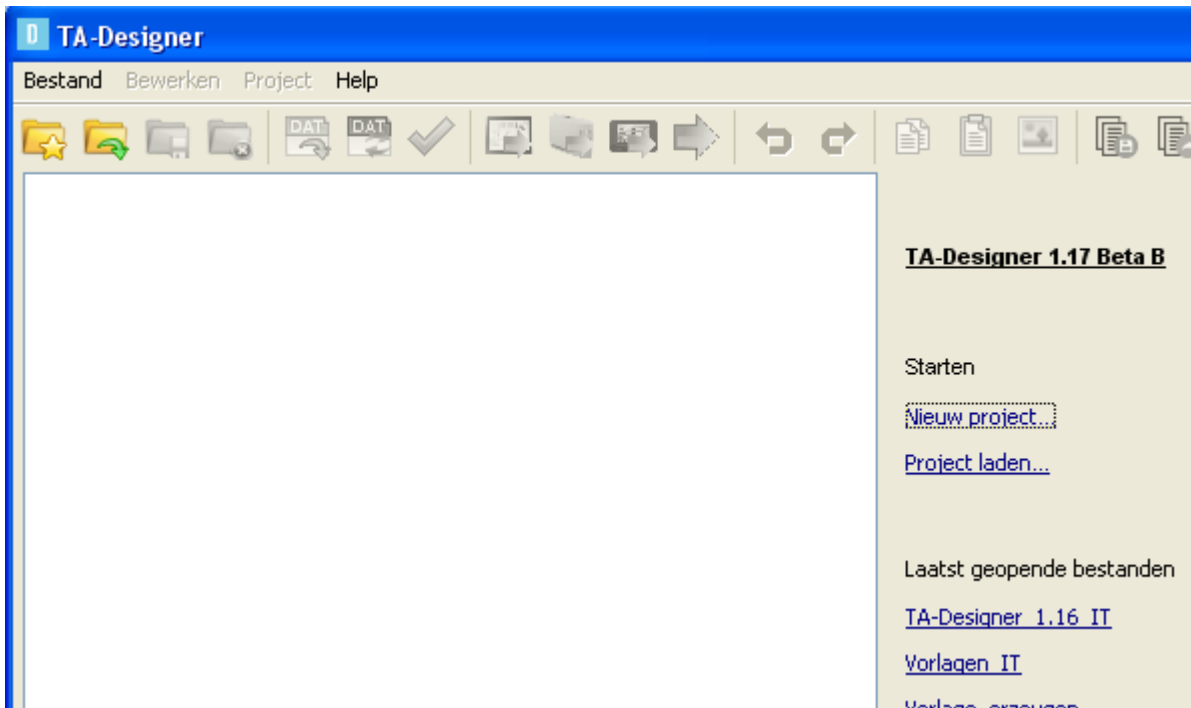 D TA-Designer
Bestand Bewerken Project Help
DAT DAT
TA-Designer 1.17 Beta B
Starten
Nieuw project...
Project laden...
Laatst geopende bestanden
TA-Designer_1.16_IT
Vorlagen_IT
Vorlage_erzeugen